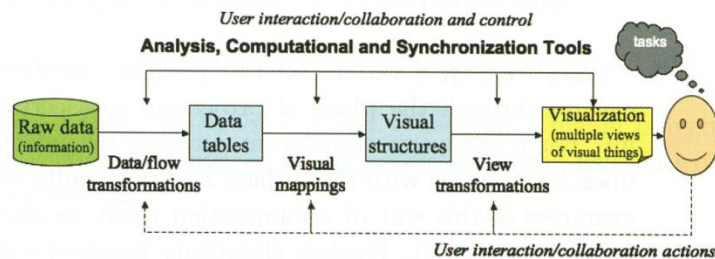 User interaction/collaboration and control
Analysis, Computational and Synchronization Tools
tasks
Raw data
(information)
Data
tables
Visual
structures
Visualization
(multiple views
of visual things)
Data/flow
transformations
Visual
mappings
View
transformations
User interaction/collaboration actions